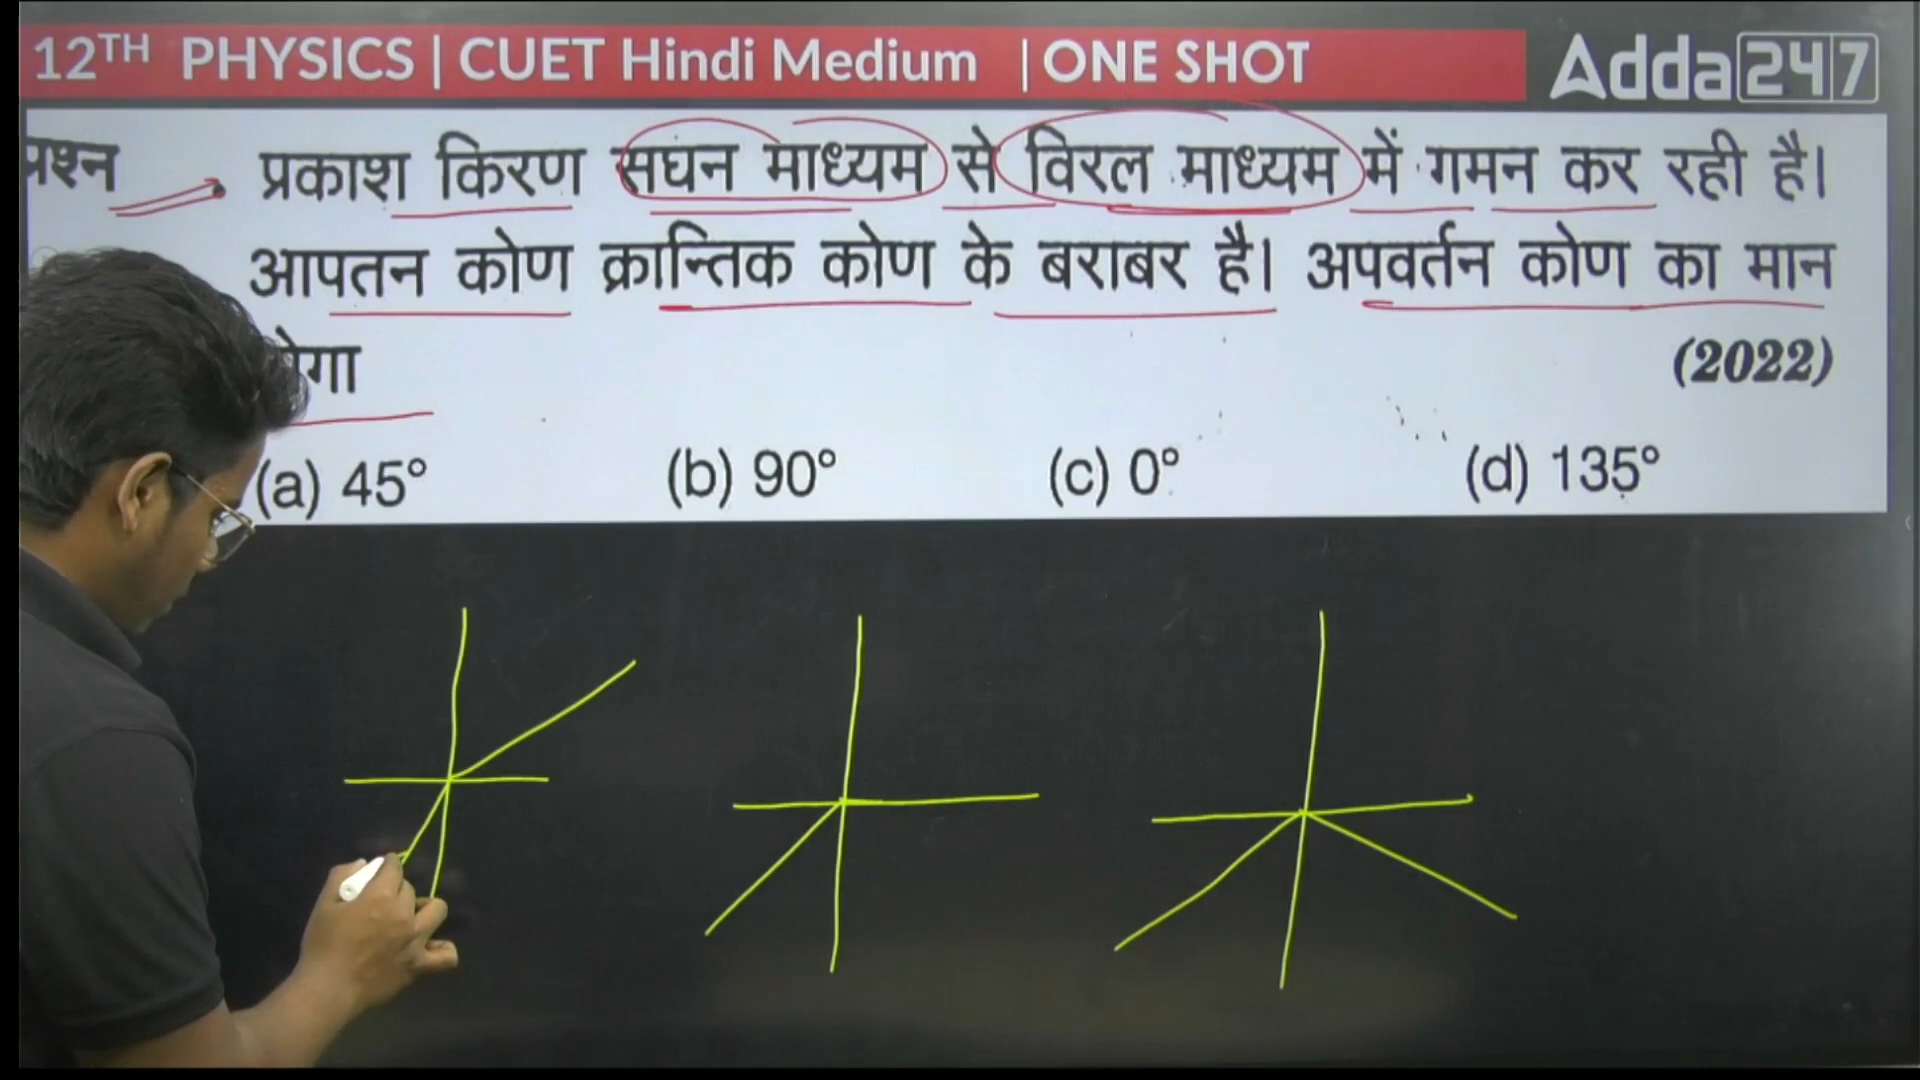 12TH PHYSICS | CUET Hindi Medium | ONE SHOT
Adda247
प्रश्न . प्रकाश किरण सघन माध्यम से विरल माध्यम में गमन कर रही है।
आपतन कोण क्रान्तिक कोण के बराबर है। अपवर्तन कोण का मान
(2022)
(a) 45° (b) 90° (c) 0° (d) 135°